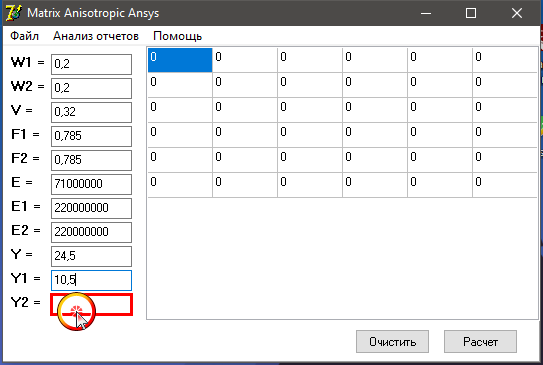 Matrix Anisotropic Ansys
Файл Анализ отчетов Помощь
W1 = 0,2
W2 = 0,2
V = 0,32
F1 = 0,785
F2 = 0,785
E = 71000000
E1 = 220000000
E2 = 220000000
Y = 24,5
Y1 = 10,5
Y2 =
0 0 0 0 0 0
0 0 0 0 0 0
0 0 0 0 0 0
0 0 0 0 0 0
0 0 0 0 0 0
0 0 0 0 0 0
Очистить Расчет